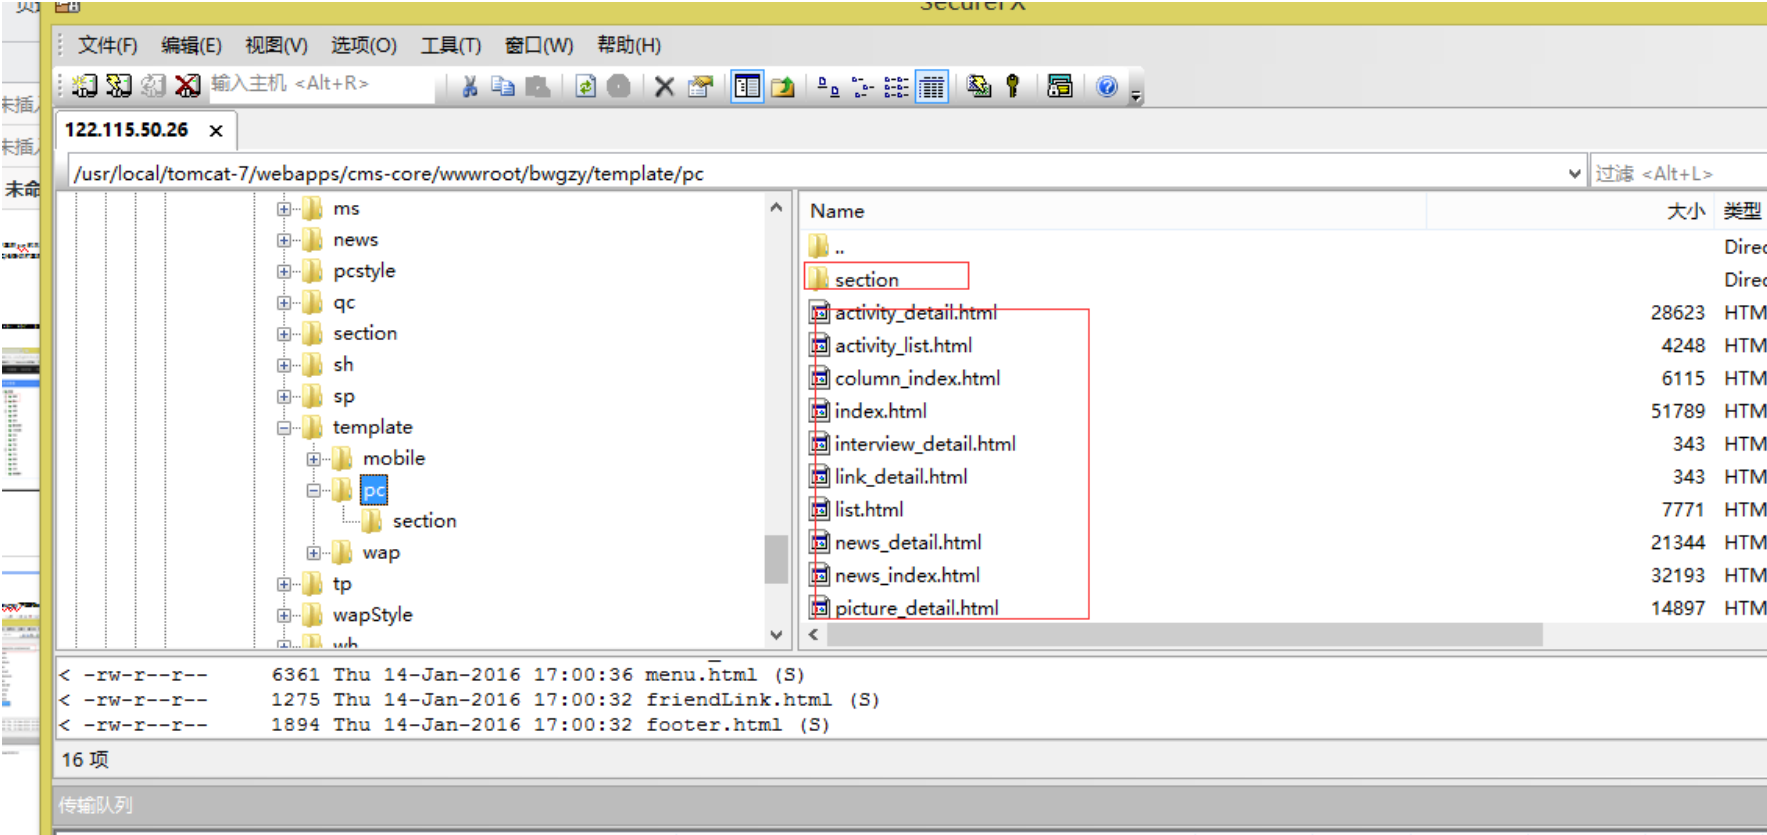 SecureFX
文件(F) 编辑(E) 视图(V) 选项(O) 工具(T) 窗口(W) 帮助(H)
输入主机 <Alt+R>
122.115.50.26
/usr/local/tomcat-7/webapps/cms-core/wwwroot/bwgzy/template/pc
过滤 <Alt+L>
未插
未插
未命
ms
news
pcstyle
qc
section
sh
sp
template
mobile
pc
section
wap
tp
wapStyle
wh
Name 大小 类型
.. Direc
section Direc
activity_detail.html 28623 HTM
activity_list.html 4248 HTM
column_index.html 6115 HTM
index.html 51789 HTM
interview_detail.html 343 HTM
link_detail.html 343 HTM
list.html 7771 HTM
news_detail.html 21344 HTM
news_index.html 32193 HTM
picture_detail.html 14897 HTM
< -rw-r--r-- 6361 Thu 14-Jan-2016 17:00:36 menu.html (S)
< -rw-r--r-- 1275 Thu 14-Jan-2016 17:00:32 friendLink.html (S)
< -rw-r--r-- 1894 Thu 14-Jan-2016 17:00:32 footer.html (S)
16 项
传输队列